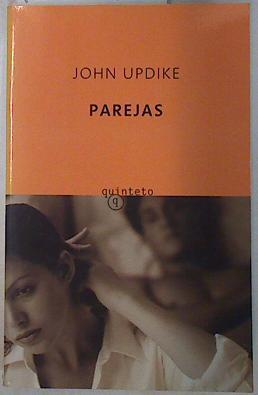 JOHN UPDIKE
PAREJAS
quinteto
q